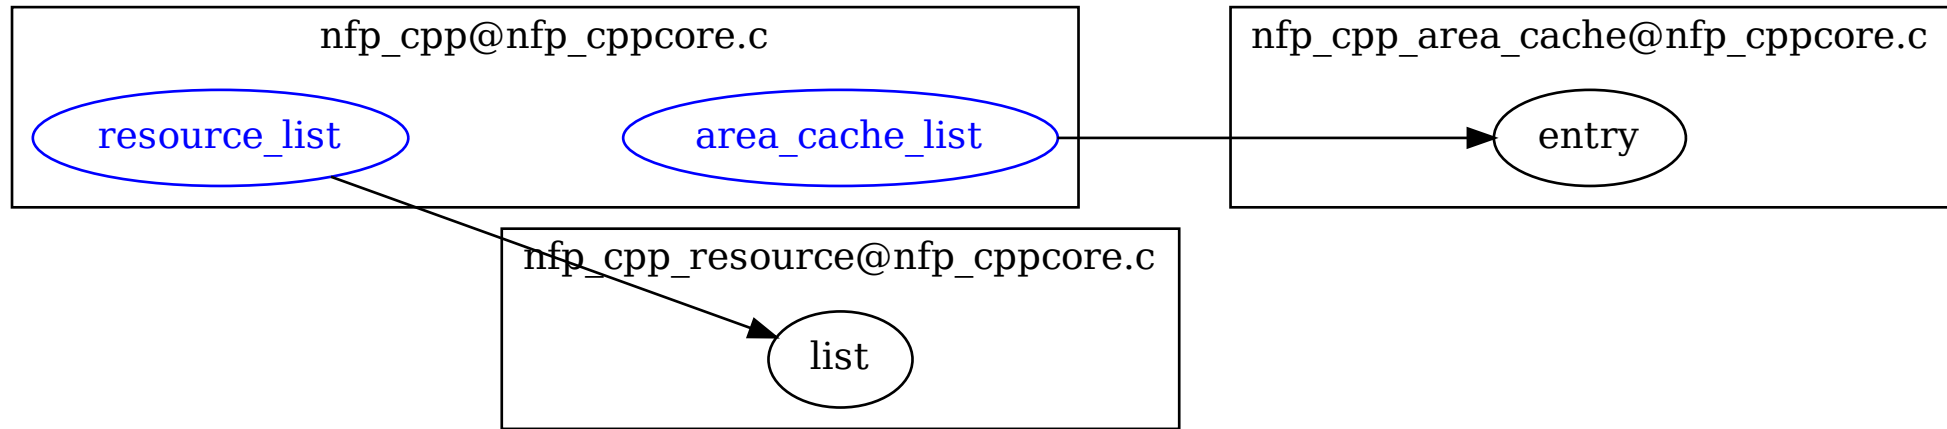 nfp_cpp@nfp_cppcore.c
nfp_cpp_area_cache@nfp_cppcore.c
resource_list
area_cache_list
entry
nfp_cpp_resource@nfp_cppcore.c
list